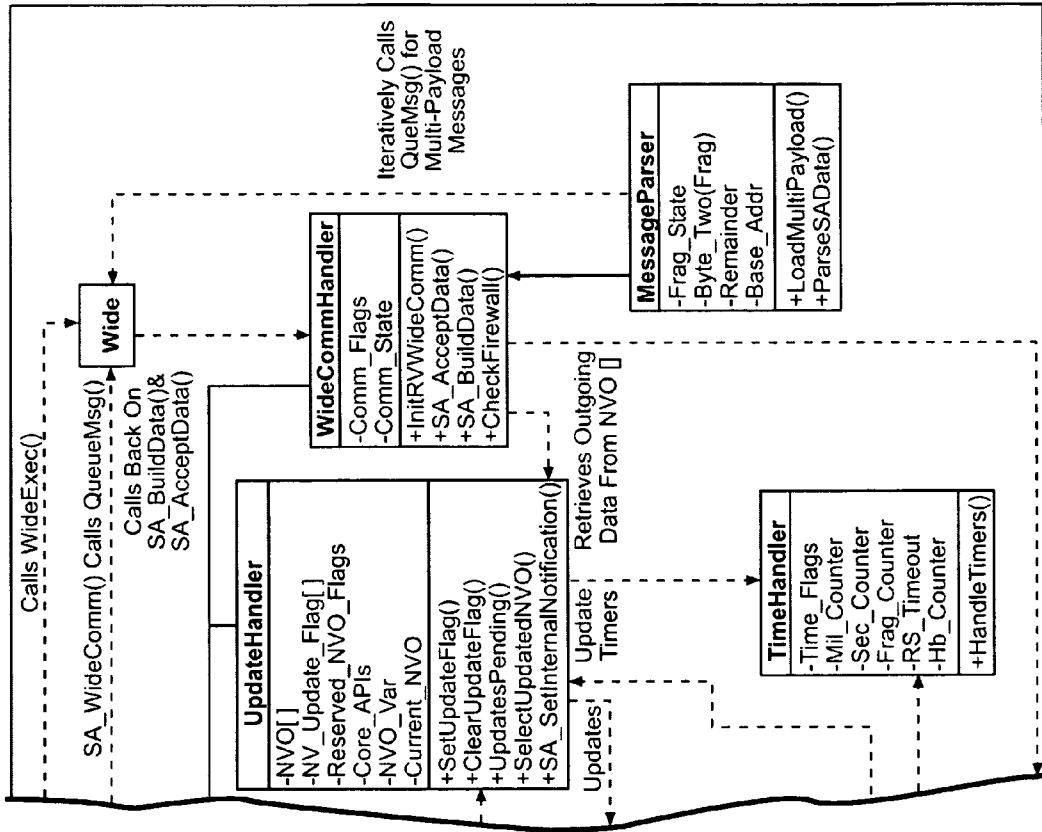 Calls WideExec()
SA_WideComm() Calls QueueMsg()
Wide
Calls Back On
SA_BuildData()&
SA_AcceptData()
Iteratively Calls
QueMsg() for
Multi-Payload
Messages
UpdateHandler
-NVO[ ]
-NV_Update_Flag[ ]
-Reserved_NVO_Flags
-Core_APIs
-NVO_Var
-Current_NVO
+SetUpdateFlag()
+ClearUpdateFlag()
+UpdatesPending()
+SelectUpdatedNVO()
+SA_SetInternalNotification()
WideCommHandler
-Comm_Flags
-Comm_State
+InitRVWideComm()
+SA_AcceptData()
+SA_BuildData()
+CheckFirewall()
MessageParser
-Frag_State
-Byte_Two(Frag)
-Remainder
-Base_Addr
+LoadMultiPayload()
+ParseSAData()
Retrieves Outgoing
Data From NVO []
Updates
Update
Timers
TimeHandler
-Time_Flags
-Mil_Counter
-Sec_Counter
-Frag_Counter
-RS_Timeout
-Hb_Counter
+HandleTimers()